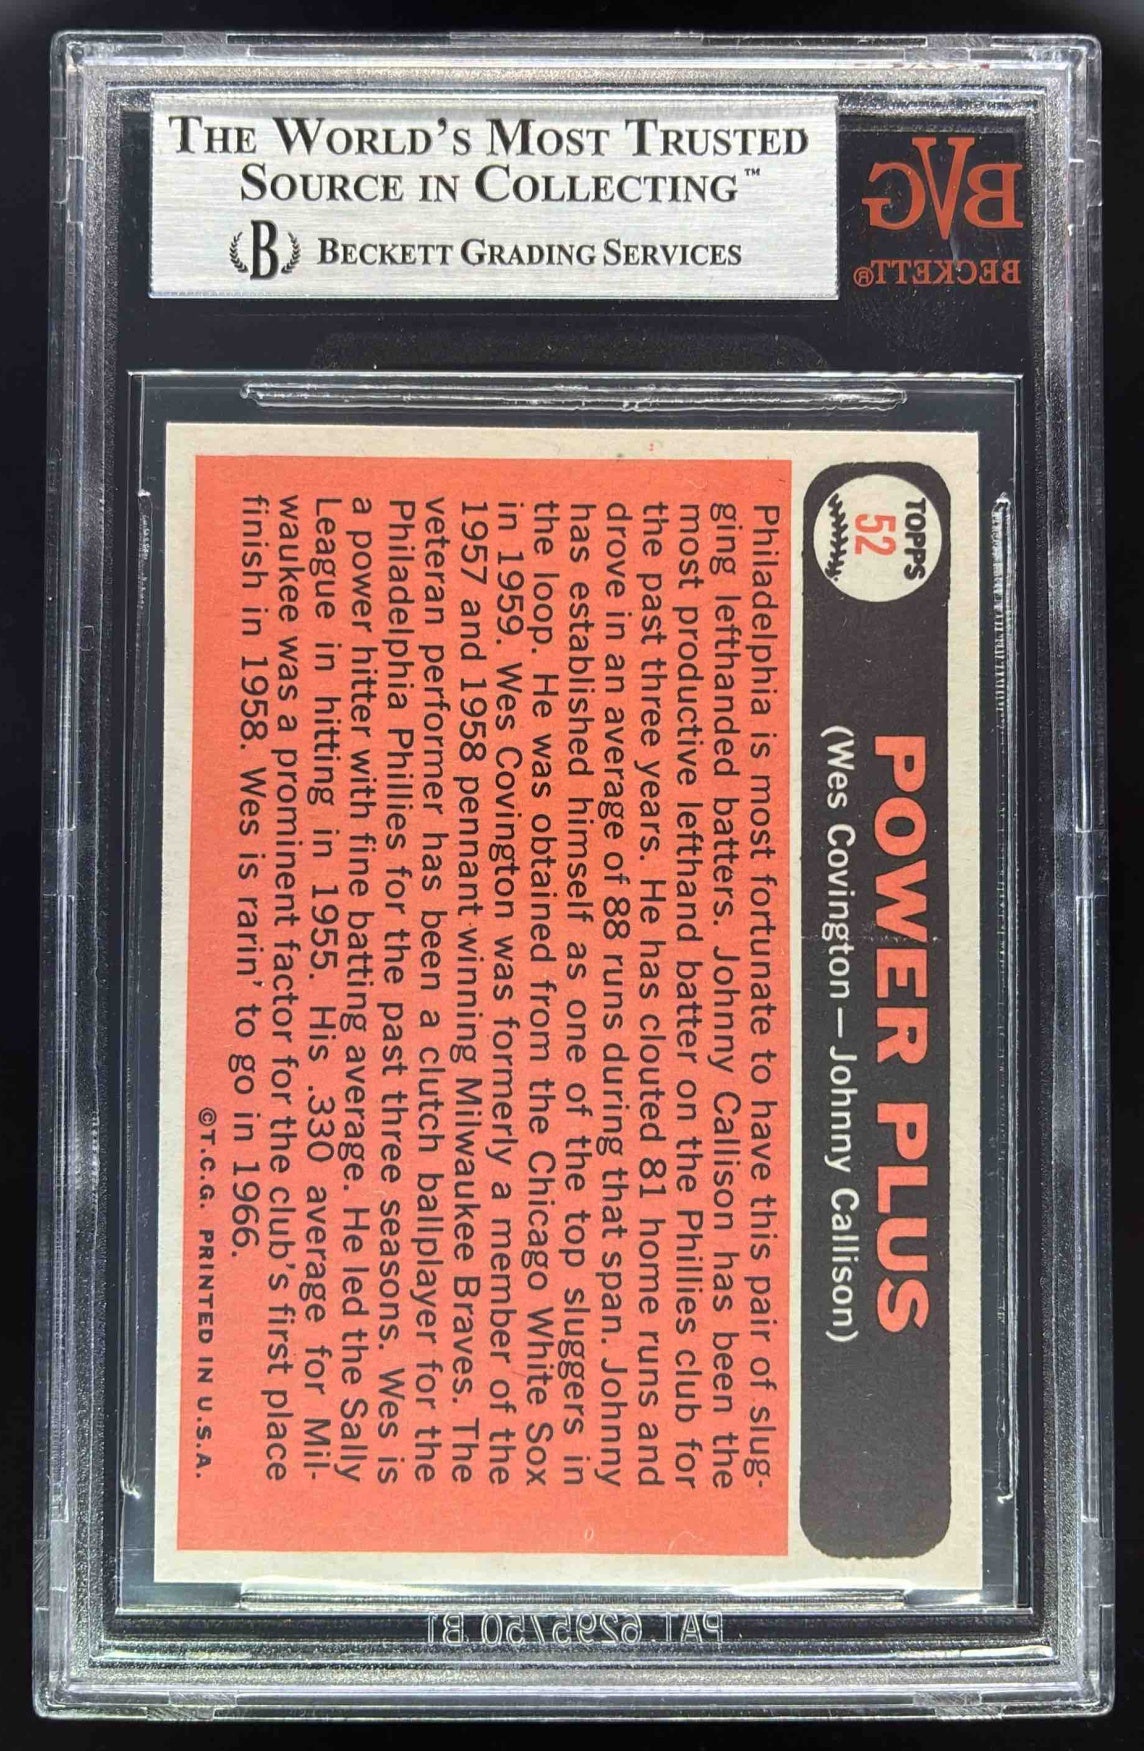 THE WORLD'S MOST TRUSTED
SOURCE IN COLLECTING™
B BECKETT GRADING SERVICES
BVG
BECKETT®
TOPPS
52
POWER PLUS
(Wes Covington—Johnny Callison)
Philadelphia is most fortunate to have this pair of slug-
ging lefthanded batters. Johnny Callison has been the
most productive lefthand batter on the Phillies club for
the past three years. He has clouted 81 home runs and
drove in an average of 88 runs during that span. Johnny
has established himself as one of the top sluggers in
the loop. He was obtained from the Chicago White Sox
in 1959. Wes Covington was formerly a member of the
1957 and 1958 pennant-winning Milwaukee Braves. The
veteran performer has been a clutch ballplayer for the
Philadelphia Phillies for the past three seasons. Wes is
a power hitter with fine batting average. He led the Sally
League in hitting in 1955. His .330 average for Mil-
waukee was a prominent factor for the club's first place
finish in 1958. Wes is rarin' to go in 1966.
©T.C.G. PRINTED IN U.S.A.
PAT. 6295750 B1